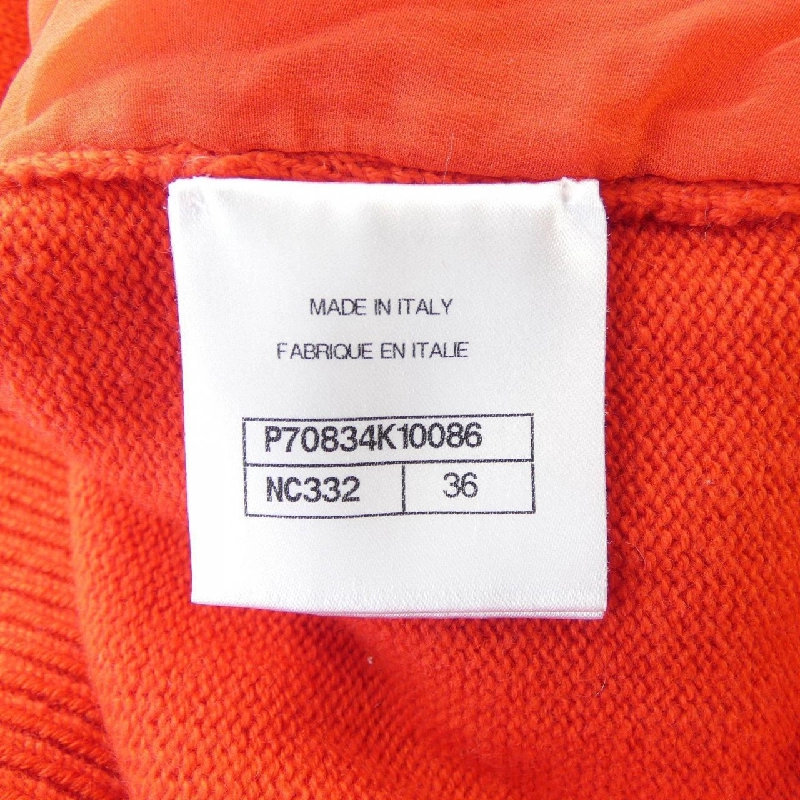 MADE IN ITALY
FABRIQUE EN ITALIE
P70834K10086
NC332 36